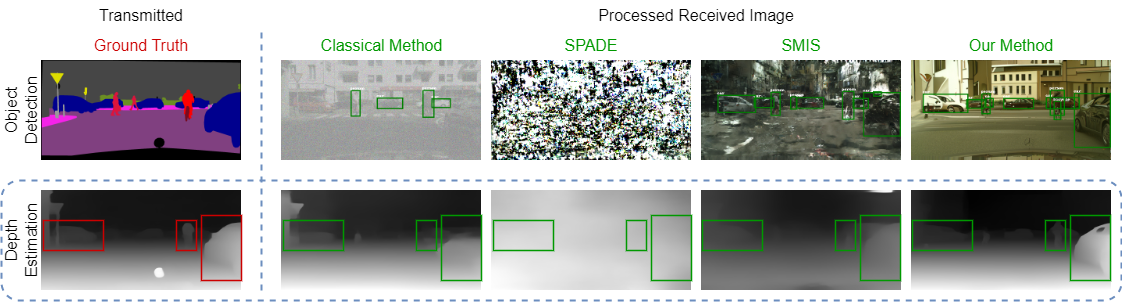 Transmitted
Processed Received Image
Ground Truth
Classical Method
SPADE
SMIS
Our Method
Object
Detection
Depth
Estimation